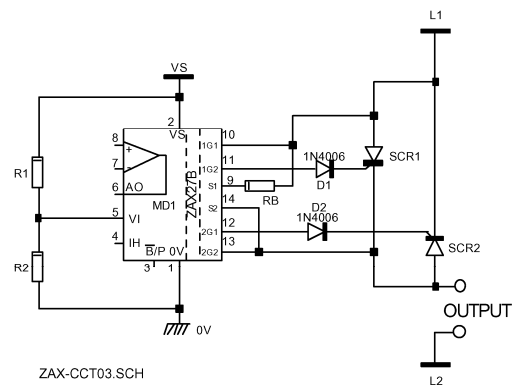 L1
VS
2
VS
8
+
10
1G1
7
-
11
1G2
1N4006
D1
SCR1
R1
6
AO
MD1
ZAX27B
9
S1
RB
14
S2
5
VI
12
2G1
D2
1N4006
SCR2
4
IH
13
2G2
R2
B/P 0V
3
1
OUTPUT
0V
L2
ZAX-CCT03.SCH